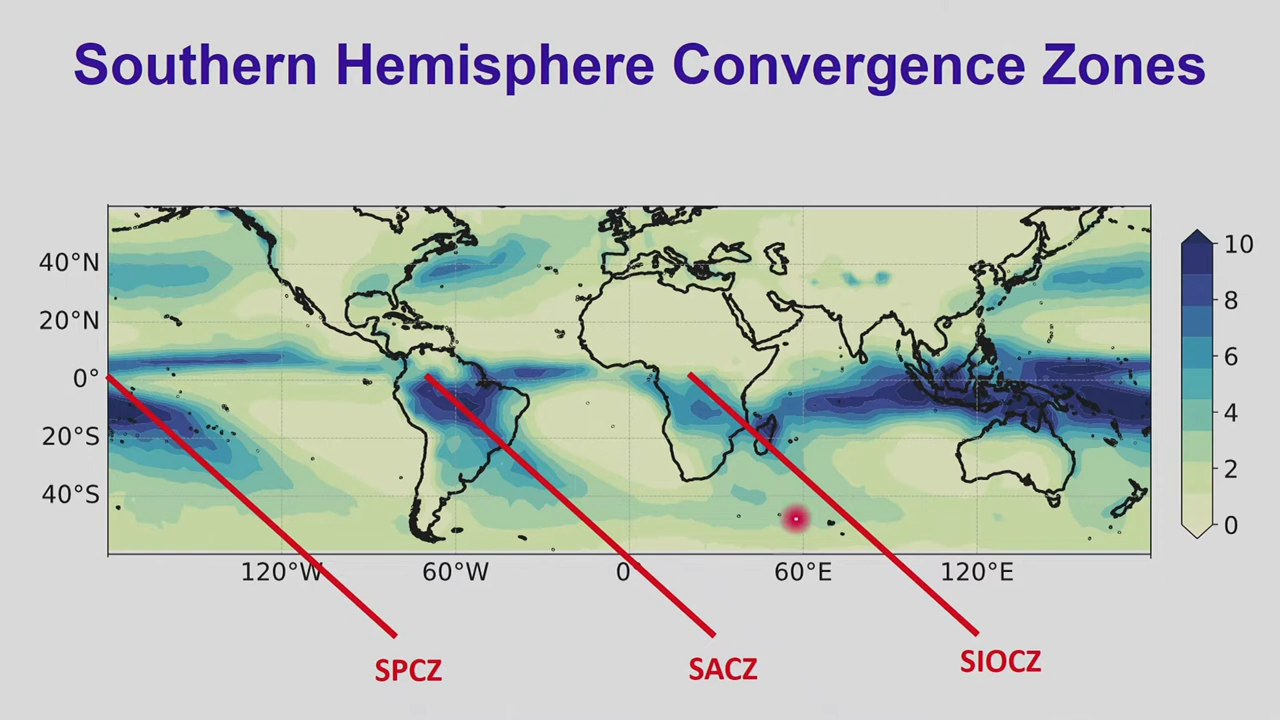 Southern Hemisphere Convergence Zones
40°N
20°N
0°
20°S
40°S
120°W
60°W
0
60°E
120°E
10
8
6
4
2
0
SPCZ
SACZ
SIOCZ